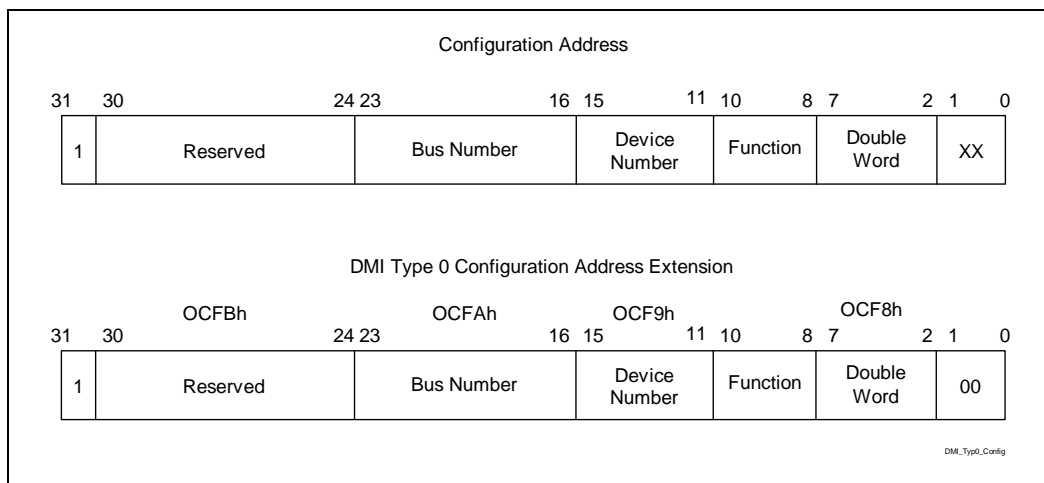 Configuration Address
31 30 24 23 16 15 11 10 8 7 2 1 0
1 Reserved Bus Number Device Number Function Double Word XX
DMI Type 0 Configuration Address Extension
OCFBh OCFAh OCF9h OCF8h
31 30 24 23 16 15 11 10 8 7 2 1 0
1 Reserved Bus Number Device Number Function Double Word 00
DMI_Typ0_Config